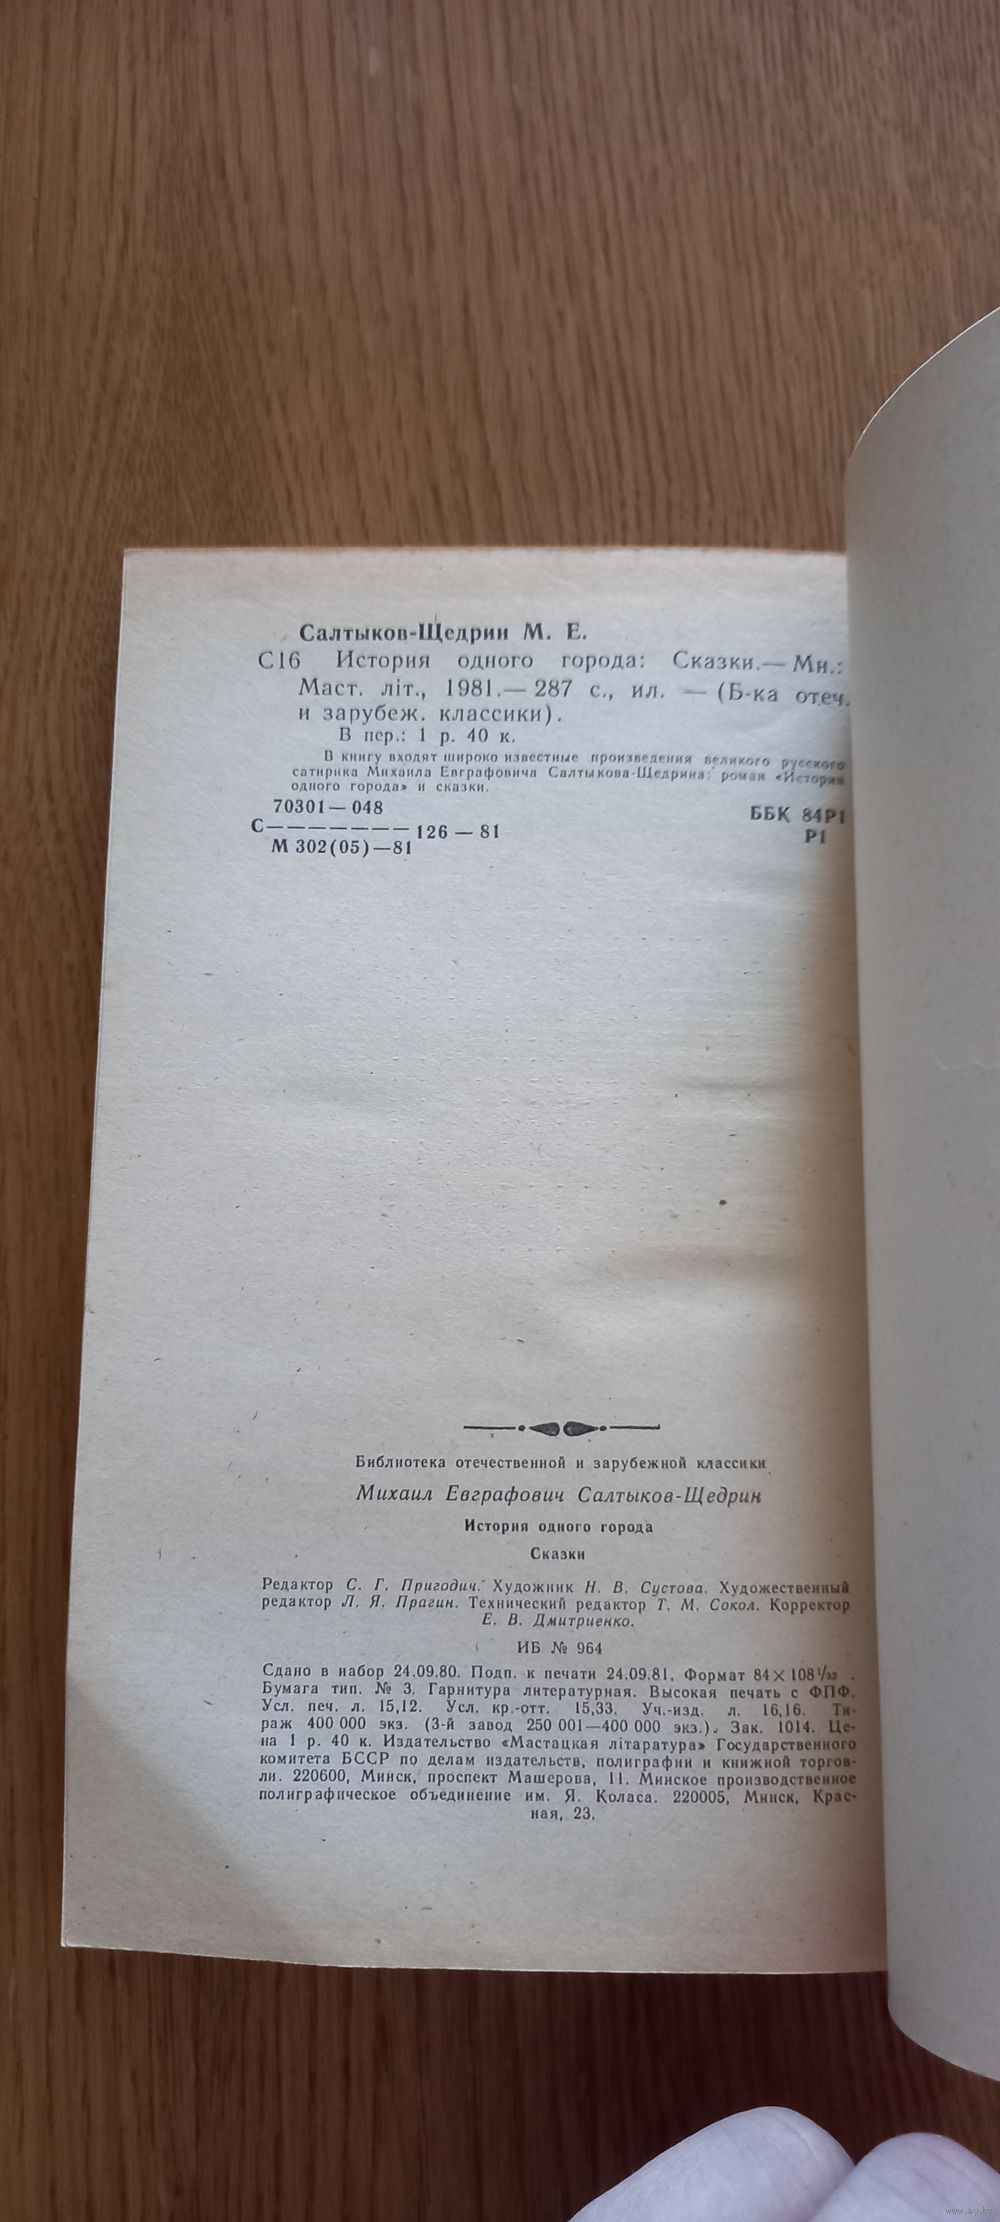 Салтыков-Щедрин М. Е.
С16 История одного города: Сказки.— Мн.:
Маст. літ., 1981.— 287 с., ил. — (Б-ка отеч.
и зарубеж. классики).
В пер.: 1 р. 40 к.
В книгу входят широко известные произведения великого русского
сатирика Михаила Евграфовича Салтыкова-Щедрина: роман «История
одного города» и сказки.
70301—048
С——————— 126—81
М 302(05)—81
ББК 84Р1
Р1
Библиотека отечественной и зарубежной классики
Михаил Евграфович Салтыков-Щедрин
История одного города
Сказки
Редактор С. Г. Пригодич. Художник Н. В. Сустова. Художественный
редактор Л. Я. Прагин. Технический редактор Т. М. Сокол. Корректор
Е. В. Дмитриенко.
ИБ № 964
Сдано в набор 24.09.80. Подп. к печати 24.09.81. Формат 84×108¹/₃₂ .
Бумага тип. № 3. Гарнитура литературная. Высокая печать с ФПФ.
Усл. печ. л. 15,12. Усл. кр.-отт. 15,33. Уч.-изд. л. 16,16. Ти-
раж 400 000 экз. (3-й завод 250 001—400 000 экз.). Зак. 1014. Це-
на 1 р. 40 к. Издательство «Мастацкая літаратура» Государственного
комитета БССР по делам издательств, полиграфии и книжной торгов-
ли. 220600, Минск, проспект Машерова, 11. Минское производственное
полиграфическое объединение им. Я. Коласа. 220005, Минск, Крас-
ная, 23.
www.ay.by